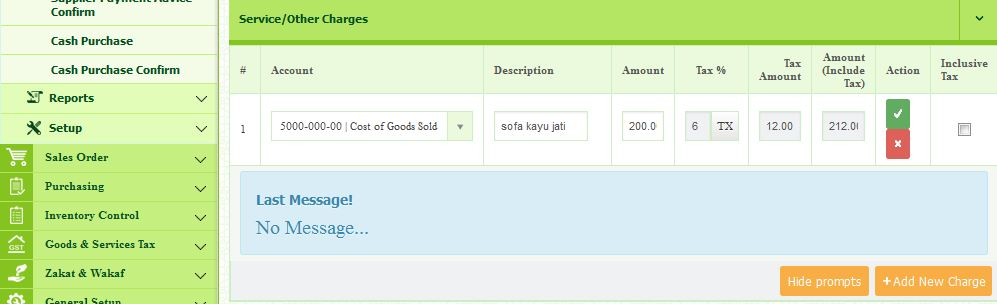 Supplier Payment Advice
Confirm
Cash Purchase
Cash Purchase Confirm
Reports
Setup
Sales Order
Purchasing
Inventory Control
GST
Goods & Services Tax
Zakat & Wakaf
General Setup
Service/Other Charges
# Account Description Amount Tax % Tax Amount Amount (Include Tax) Action Inclusive Tax
1 5000-000-00 | Cost of Goods Sold sofa kayu jati 200.0 6 TX 12.00 212.0
Last Message!
No Message...
Hide prompts +Add New Charge